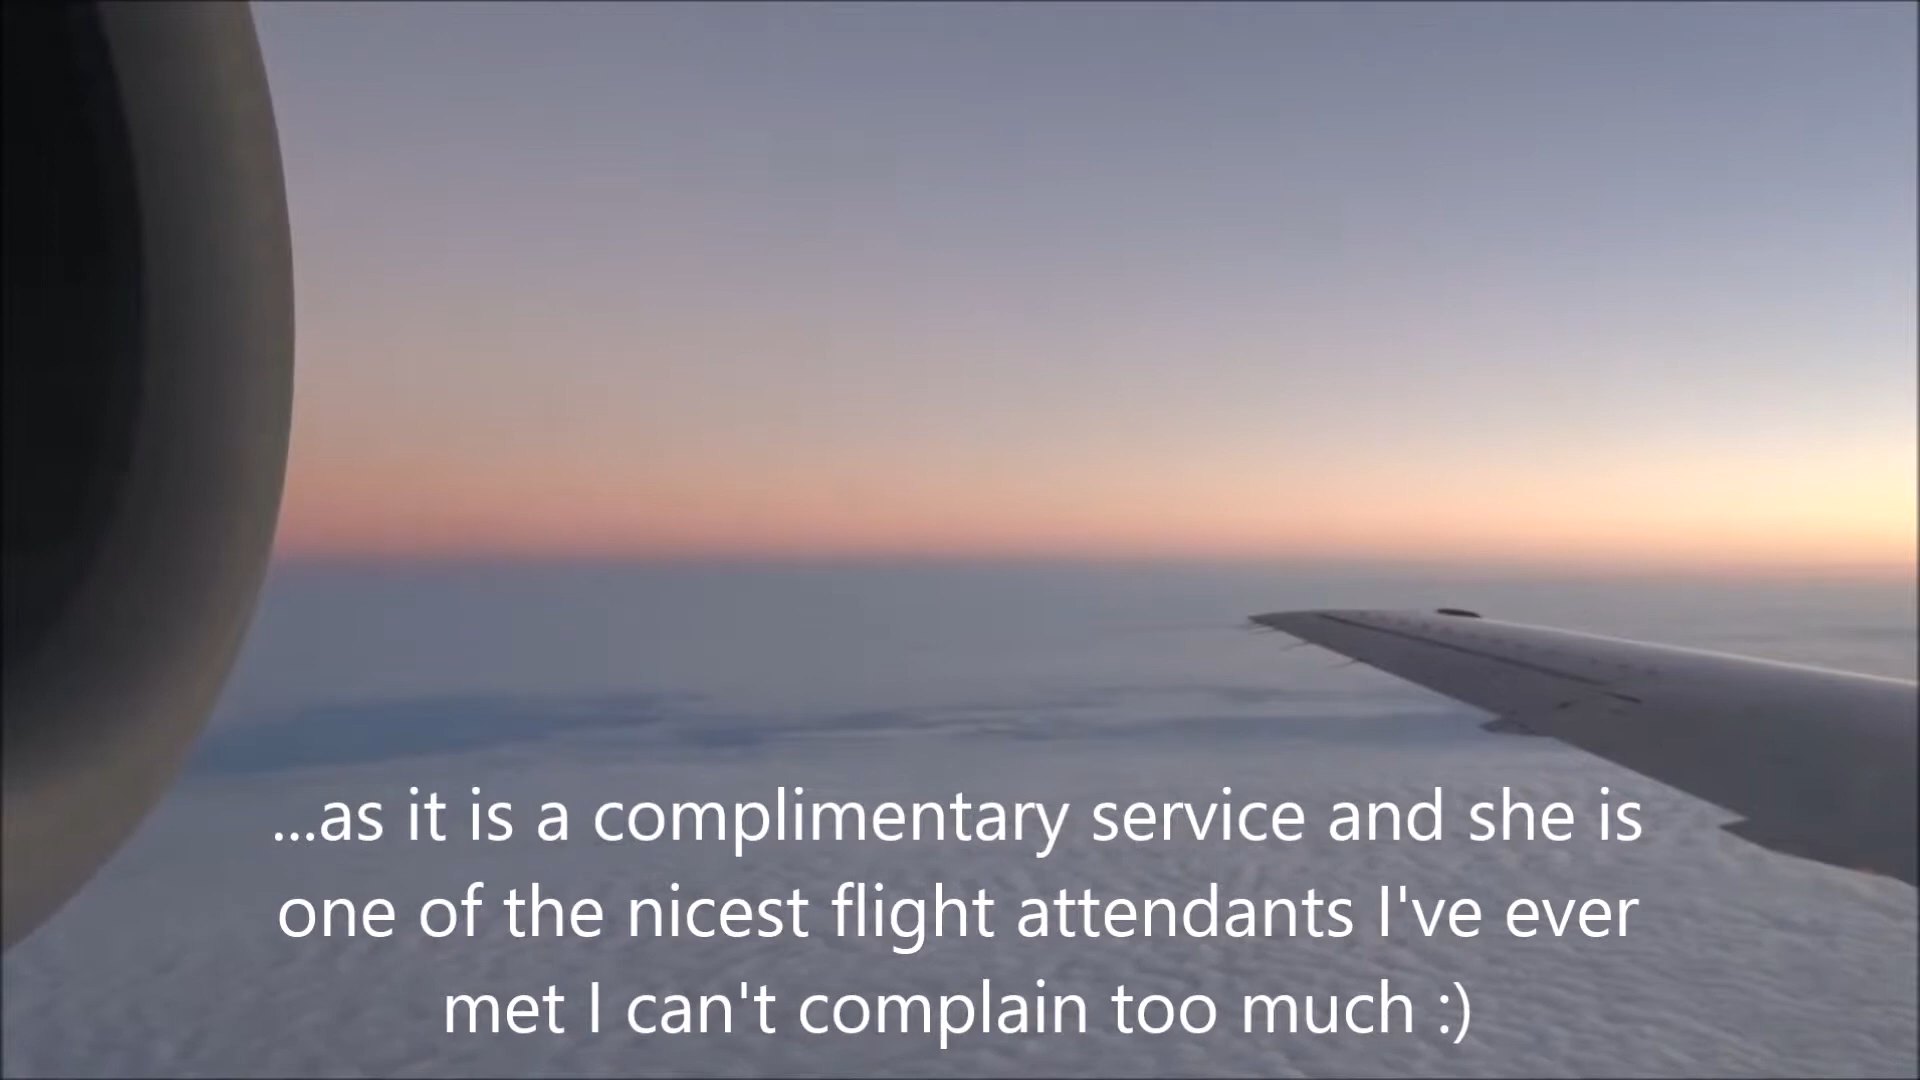 ...as it is a complimentary service and she is
one of the nicest flight attendants I've ever
met I can't complain too much :)